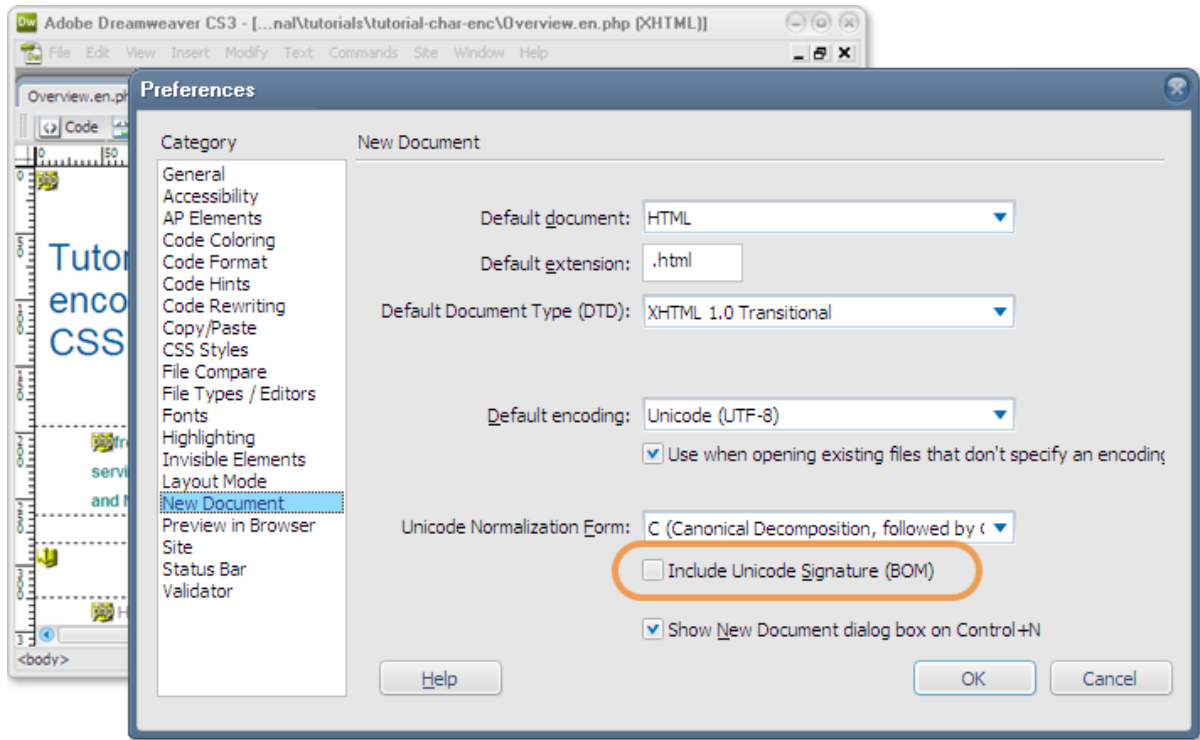 Adobe Dreamweaver CS3 - [...nal\tutorials\tutorial-char-enc\Overview.en.php (XHTML)]
File Edit View Insert Modify Text Commands Site Window Help
Overview.en.ph
Code
0 50
Tutor
enco
CSS
php fr
servi
and
php H
<body>
Preferences
Category
General
Accessibility
AP Elements
Code Coloring
Code Format
Code Hints
Code Rewriting
Copy/Paste
CSS Styles
File Compare
File Types / Editors
Fonts
Highlighting
Invisible Elements
Layout Mode
New Document
Preview in Browser
Site
Status Bar
Validator
New Document
Default document: HTML
Default extension: .html
Default Document Type (DTD): XHTML 1.0 Transitional
Default encoding: Unicode (UTF-8)
Use when opening existing files that don't specify an encoding
Unicode Normalization Form: C (Canonical Decomposition, followed by
Include Unicode Signature (BOM)
Show New Document dialog box on Control+N
Help OK Cancel